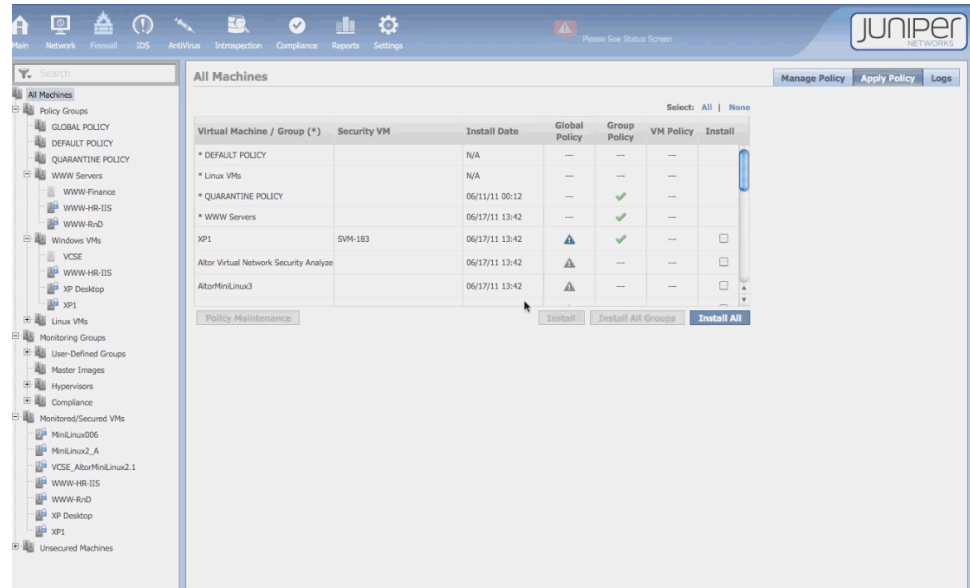 Main Network Firewall IDS AntiVirus Introspection Compliance Reports Settings
Please See Status Screen
JUNIPER
NETWORKS
Search
All Machines
Policy Groups
GLOBAL POLICY
DEFAULT POLICY
QUARANTINE POLICY
WWW Servers
WWW-Finance
WWW-HR-IIS
WWW-RnD
Windows VMs
VCSE
WWW-HR-IIS
XP Desktop
XP1
Linux VMs
Monitoring Groups
User-Defined Groups
Master Images
Hypervisors
Compliance
Monitored/Secured VMs
MiniLinux006
MiniLinux2_A
VCSE_AltorMiniLinux2.1
WWW-HR-IIS
WWW-RnD
XP Desktop
XP1
Unsecured Machines
All Machines
Manage Policy Apply Policy Logs
Select: All | None
Virtual Machine / Group (*) Security VM Install Date Global Policy Group Policy VM Policy Install
* DEFAULT POLICY N/A --- --- ---
* Linux VMs N/A --- --- ---
* QUARANTINE POLICY 06/11/11 00:12 --- ---
* WWW Servers 06/17/11 13:42 --- ---
XP1 SVM-183 06/17/11 13:42 ---
Altor Virtual Network Security Analyze 06/17/11 13:42 --- ---
AltorMiniLinux3 06/17/11 13:42 --- ---
Policy Maintenance Install Install All Groups Install All